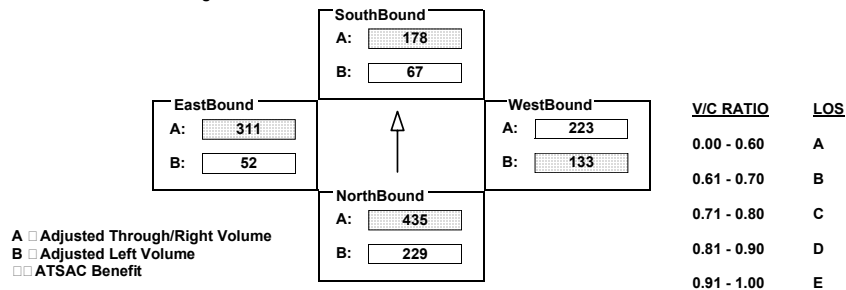 SouthBound
A: 178
B: 67
EastBound
A: 311
B: 52
WestBound
A: 223
B: 133
NorthBound
A: 435
B: 229
V/C RATIO LOS
0.00 - 0.60 A
0.61 - 0.70 B
0.71 - 0.80 C
0.81 - 0.90 D
0.91 - 1.00 E
A □ Adjusted Through/Right Volume
B □ Adjusted Left Volume
□□ ATSAC Benefit